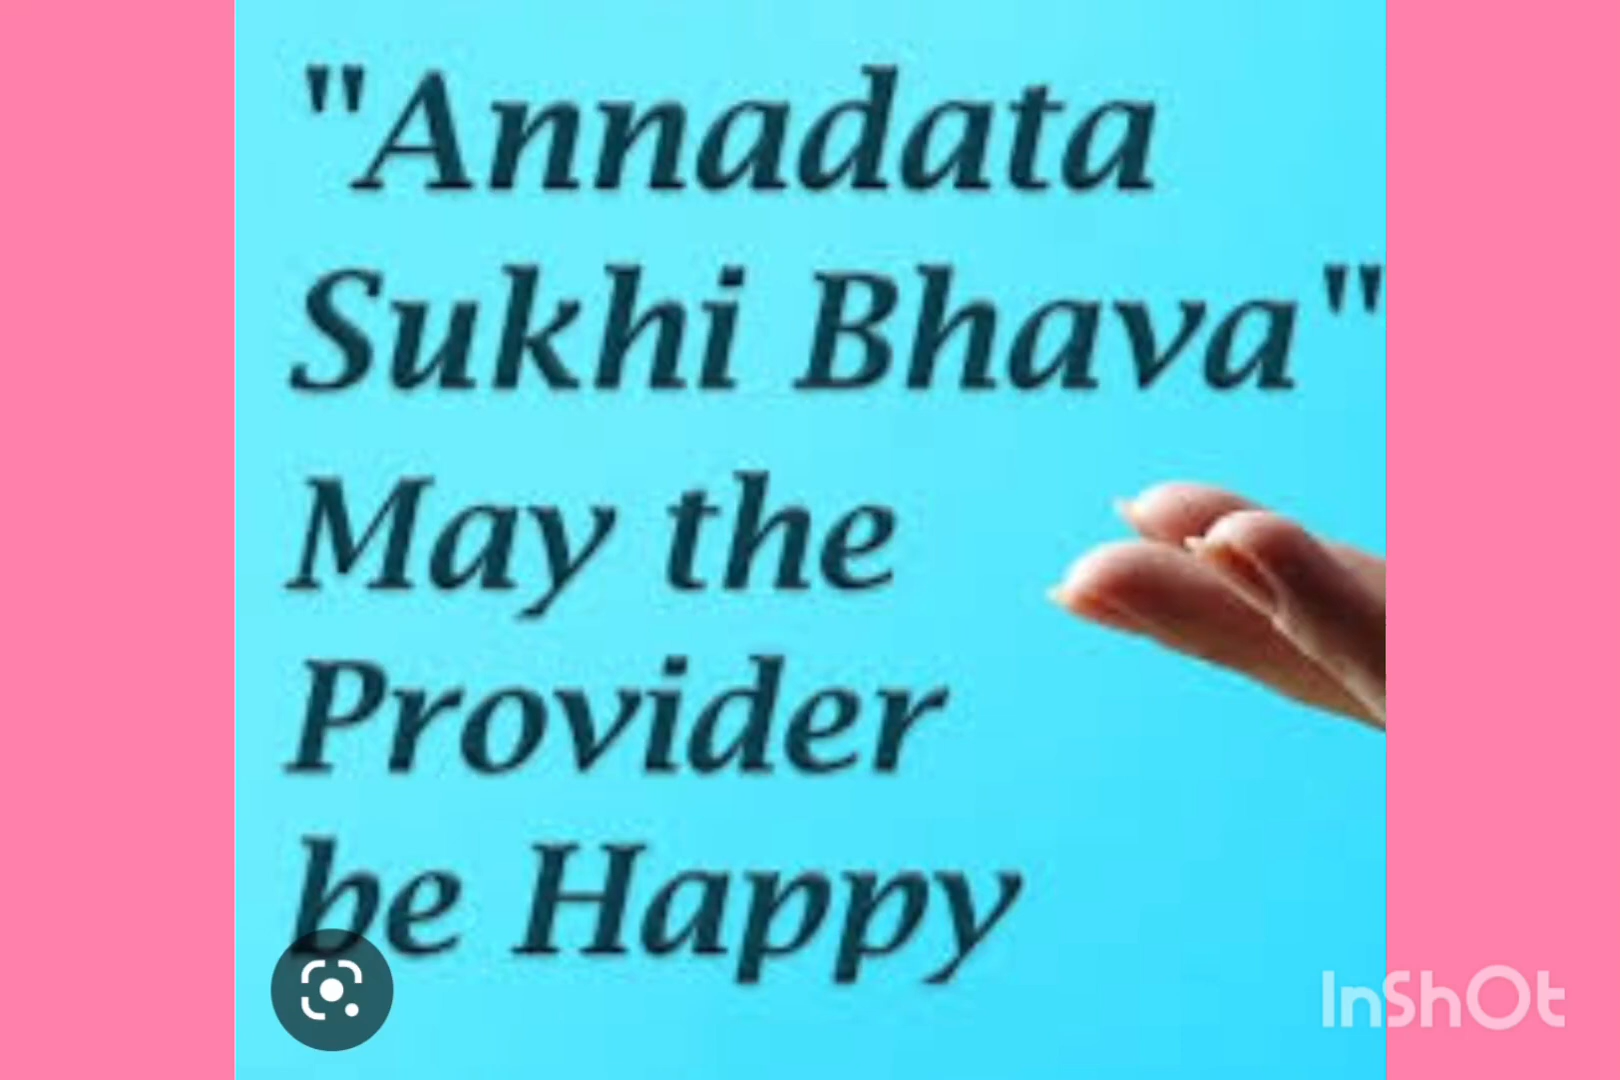 "Annadata
Sukhi Bhava"
May the
Provider
be Happy
InShOt